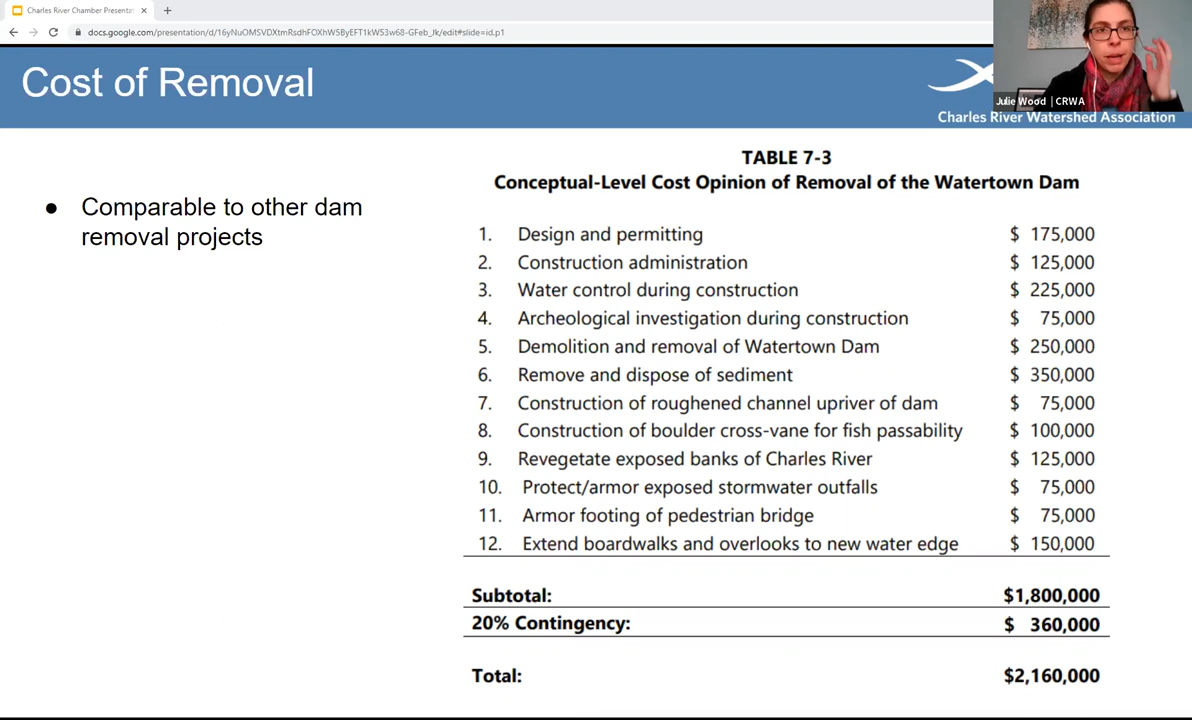 Charles River Chamber Presentat
docs.google.com/presentation/d/16yNuOMSVDXtmRsdhFOXhW5ByEFT1kW53w68-GFeb_Jk/edit#slide=id.p1
Cost of Removal
Julie Wood | CRWA
Charles River Watershed Association
● Comparable to other dam
removal projects
TABLE 7-3
Conceptual-Level Cost Opinion of Removal of the Watertown Dam
1. Design and permitting $ 175,000
2. Construction administration $ 125,000
3. Water control during construction $ 225,000
4. Archeological investigation during construction $ 75,000
5. Demolition and removal of Watertown Dam $ 250,000
6. Remove and dispose of sediment $ 350,000
7. Construction of roughened channel upriver of dam $ 75,000
8. Construction of boulder cross-vane for fish passability $ 100,000
9. Revegetate exposed banks of Charles River $ 125,000
10. Protect/armor exposed stormwater outfalls $ 75,000
11. Armor footing of pedestrian bridge $ 75,000
12. Extend boardwalks and overlooks to new water edge $ 150,000
Subtotal: $1,800,000
20% Contingency: $ 360,000
Total: $2,160,000